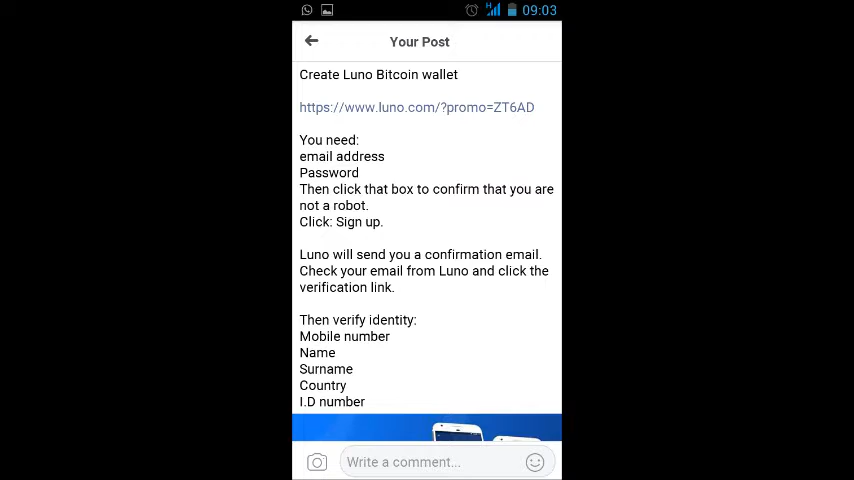 09:03
Your Post
Create Luno Bitcoin wallet
https://www.luno.com/?promo=ZT6AD
You need:
email address
Password
Then click that box to confirm that you are
not a robot.
Click: Sign up.
Luno will send you a confirmation email.
Check your email from Luno and click the
verification link.
Then verify identity:
Mobile number
Name
Surname
Country
I.D number
Write a comment...